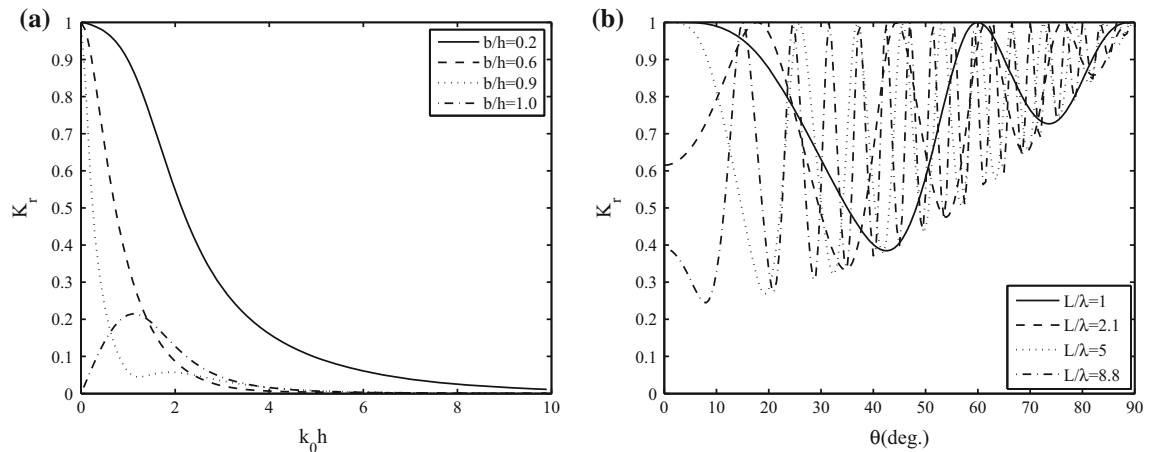 (a)
1
0.9
0.8
0.7
0.6
0.5
0.4
0.3
0.2
0.1
0
K_r
0 2 4 6 8 10
k_0h
b/h=0.2
b/h=0.6
b/h=0.9
b/h=1.0
(b)
1
0.9
0.8
0.7
0.6
0.5
0.4
0.3
0.2
0.1
0
K_r
0 10 20 30 40 50 60 70 80 90
θ(deg.)
L/λ=1
L/λ=2.1
L/λ=5
L/λ=8.8